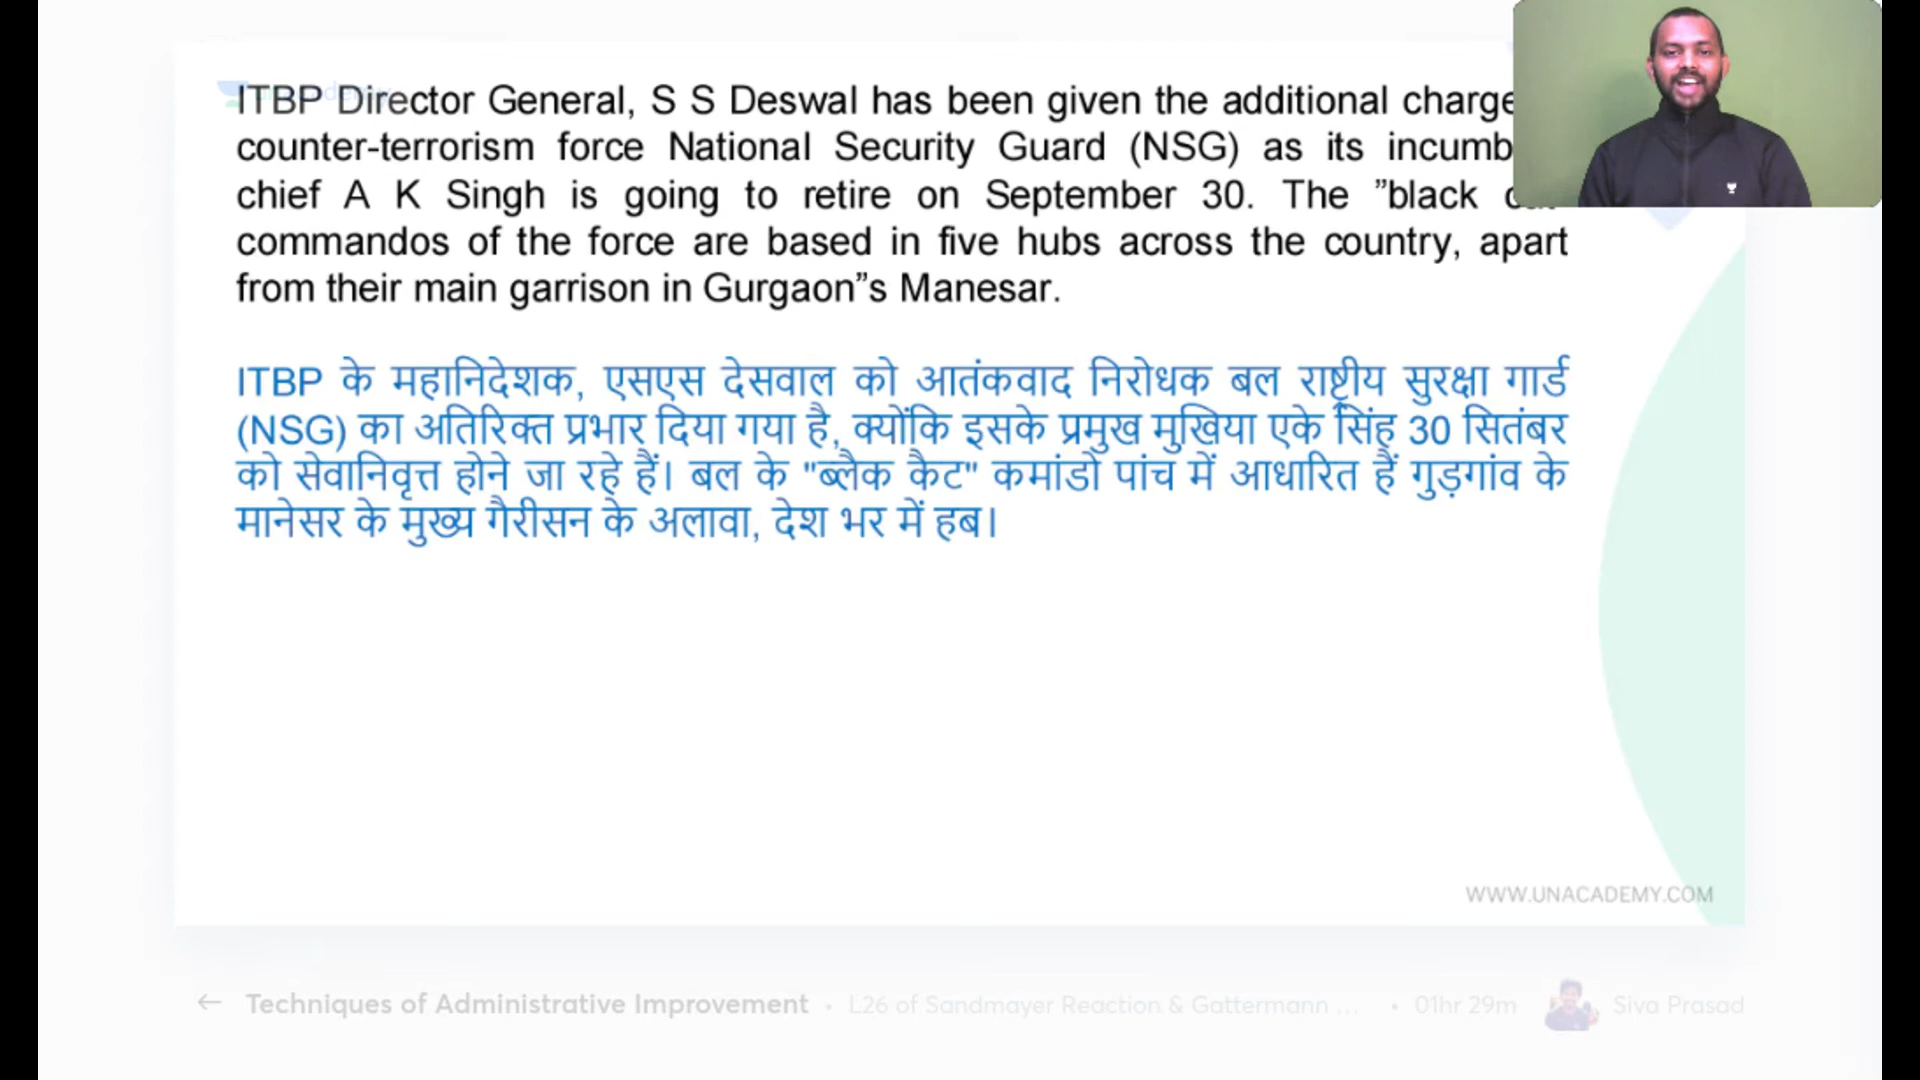 ITBP Director General, S S Deswal has been given the additional charge
counter-terrorism force National Security Guard (NSG) as its
chief A K Singh is going to retire on September 30. The ”black
commandos of the force are based in five hubs across the country, apart
from their main garrison in Gurgaon”s Manesar.
ITBP के महानिदेशक, एसएस देसवाल को आतंकवाद निरोधक बल राष्ट्रीय सुरक्षा गार्ड
(NSG) का अतिरिक्त प्रभार दिया गया है, क्योंकि इसके प्रमुख मुखिया एके सिंह 30 सितंबर
को सेवानिवृत्त होने जा रहे हैं। बल के "ब्लैक कैट" कमांडो पांच में आधारित हैं गुड़गांव के
मानेसर के मुख्य गैरीसन के अलावा, देश भर में हब।
WWW.UNACADEMY.COM
← Techniques of Administrative Improvement • L26 of Sandmayer Reaction & Gattermann ... • 01hr 29m Siva Prasad